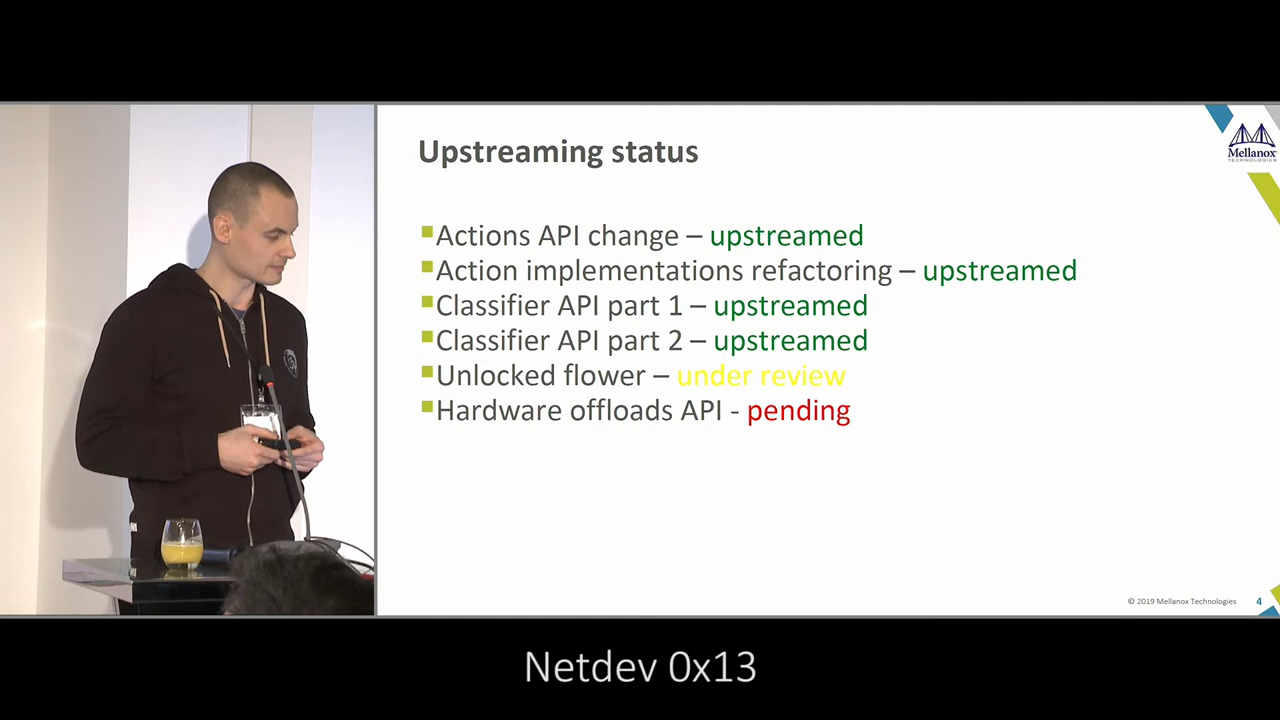 Upstreaming status
Mellanox
TECHNOLOGIES
Actions API change – upstreamed
Action implementations refactoring – upstreamed
Classifier API part 1 – upstreamed
Classifier API part 2 – upstreamed
Unlocked flower – under review
Hardware offloads API - pending
© 2019 Mellanox Technologies 4
Netdev 0x13